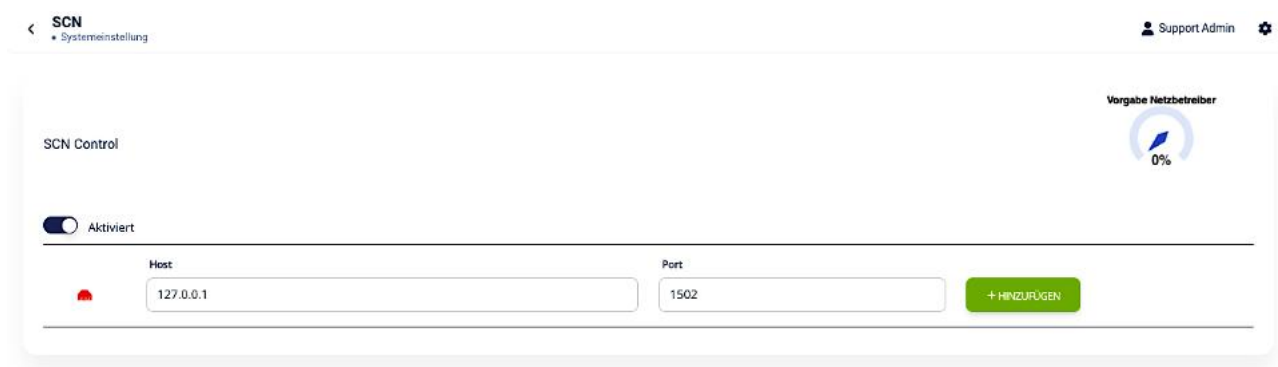 SCN
• Systemeinstellung
Support Admin
Vorgabe Netzbetreiber
SCN Control
0%
Aktiviert
Host
Port
127.0.0.1
1502
+ HINZUFÜGEN